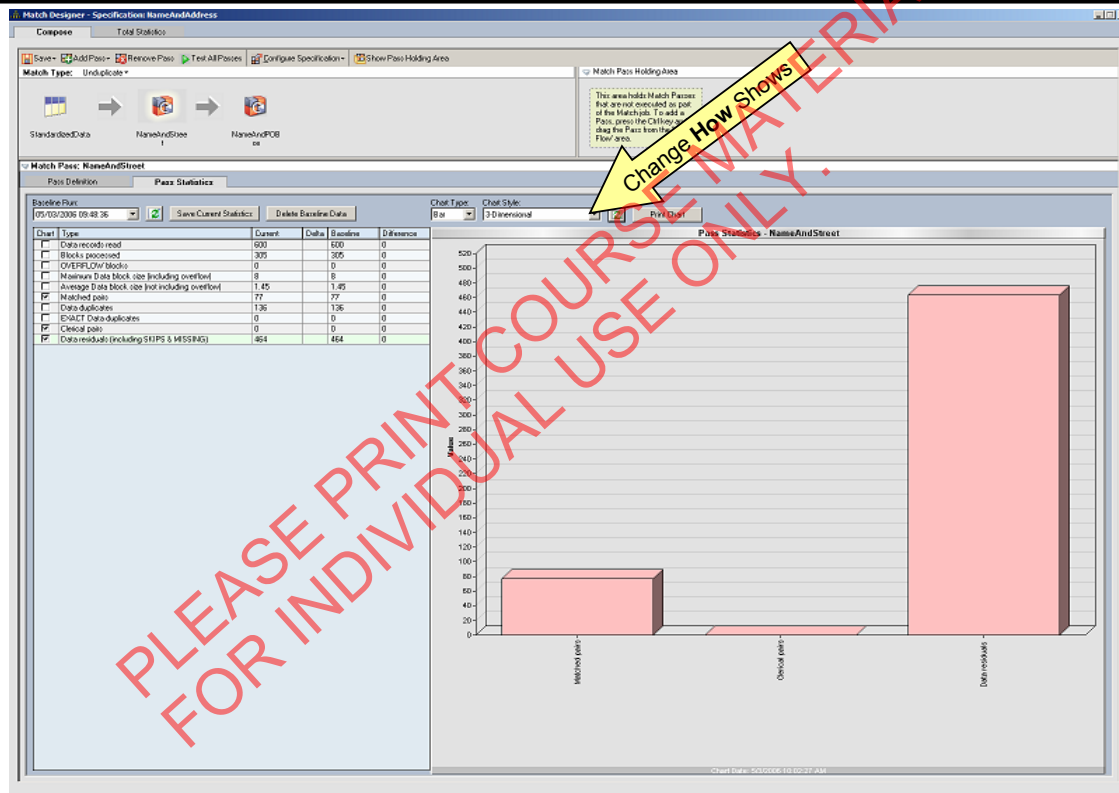 Match Designer - Specification: NameAndAddress
Compose Total Statistics
Save Add Pass Remove Pass Test All Passes Configure Specification Show Pass Holding Area
Match Type: Unduplicate
Match Pass Holding Area
This area holds Match Passes
that are not executed as part
of the Match job. To add a
Pass, press the Ctrl key and
drag the Pass from the
Flow' area.
StandardizedData
NameAndStree
t
NameAndPOB
ox
Change How Shows
Match Pass: NameAndStreet
Pass Definition Pass Statistics
Baseline Run:
05/03/2006 09:48:36 Save Current Statistics Delete Baseline Data
Chart Type: Chart Style:
Bar 3-Dimensional Print Chart
Chart Type Current Delta Baseline Difference
Data records read 600 600 0
Blocks processed 305 305 0
OVERFLOW blocks 0 0 0
Maximum Data block size (including overflow) 8 8 0
Average Data block size (not including overflow) 1.45 1.45 0
Matched pairs 77 77 0
Data duplicates 136 136 0
EXACT Data duplicates 0 0 0
Clerical pairs 0 0 0
Data residuals (including SKIPS & MISSING) 464 464 0
Pass Statistics - NameAndStreet
520
500
480
460
440
420
400
380
360
340
320
300
280
260
240
220
200
180
160
140
120
100
80
60
40
20
0
Value
Matched pairs
Clerical pairs
Data residuals
Chart Date: 5/3/2006 10:02:27 AM
PLEASE PRINT COURSE MATERIA
FOR INDIVIDUAL USE ONLY.